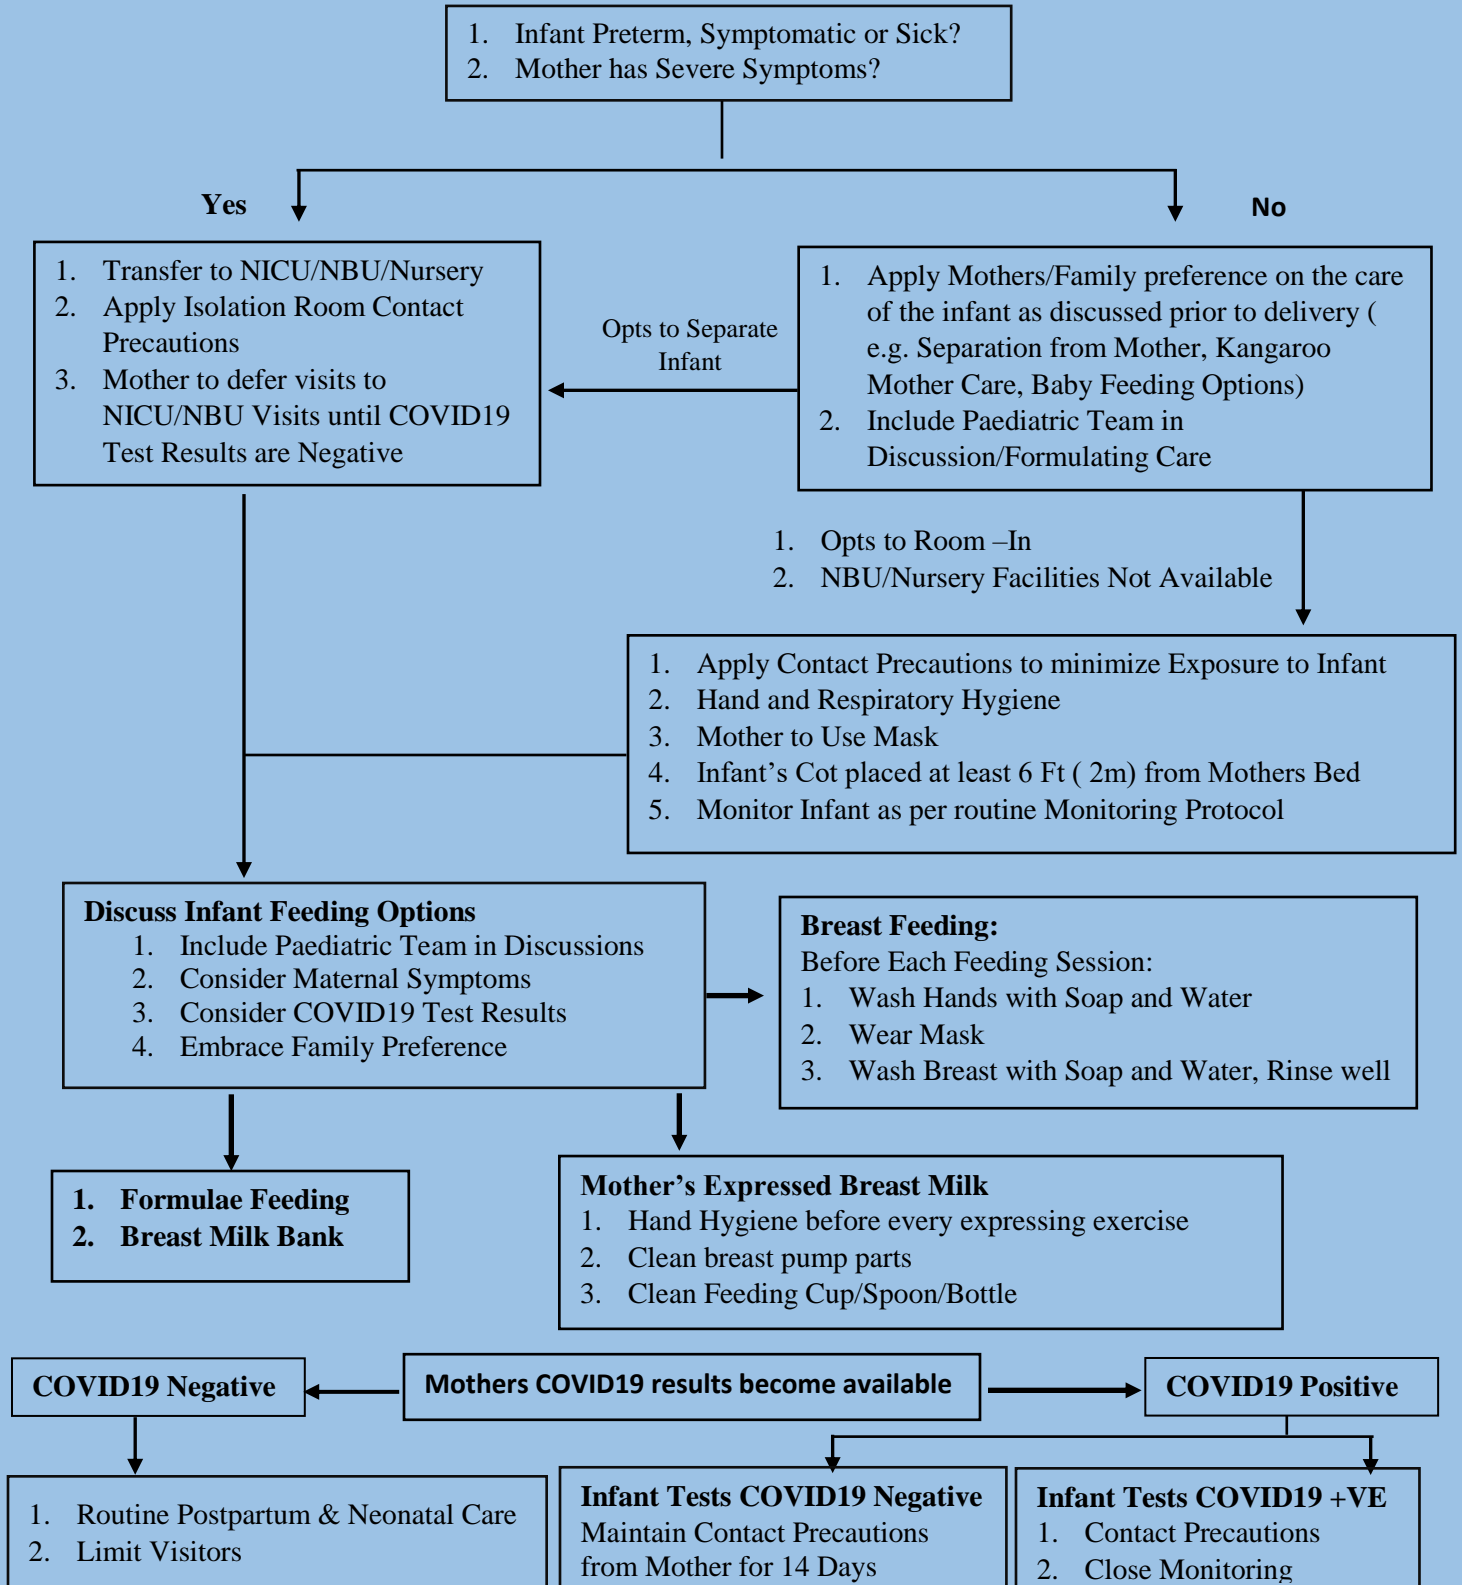 1. Infant Preterm, Symptomatic or Sick?
2. Mother has Severe Symptoms?
Yes
No
1. Transfer to NICU/NBU/Nursery
2. Apply Isolation Room Contact
Precautions
3. Mother to defer visits to
NICU/NBU Visits until COVID19
Test Results are Negative
Opts to Separate
Infant
1. Apply Mothers/Family preference on the care
of the infant as discussed prior to delivery (
e.g. Separation from Mother, Kangaroo
Mother Care, Baby Feeding Options)
2. Include Paediatric Team in
Discussion/Formulating Care
1. Opts to Room –In
2. NBU/Nursery Facilities Not Available
1. Apply Contact Precautions to minimize Exposure to Infant
2. Hand and Respiratory Hygiene
3. Mother to Use Mask
4. Infant’s Cot placed at least 6 Ft ( 2m) from Mothers Bed
5. Monitor Infant as per routine Monitoring Protocol
Discuss Infant Feeding Options
1. Include Paediatric Team in Discussions
2. Consider Maternal Symptoms
3. Consider COVID19 Test Results
4. Embrace Family Preference
Breast Feeding:
Before Each Feeding Session:
1. Wash Hands with Soap and Water
2. Wear Mask
3. Wash Breast with Soap and Water, Rinse well
1. Formulae Feeding
2. Breast Milk Bank
Mother’s Expressed Breast Milk
1. Hand Hygiene before every expressing exercise
2. Clean breast pump parts
3. Clean Feeding Cup/Spoon/Bottle
COVID19 Negative
Mothers COVID19 results become available
COVID19 Positive
1. Routine Postpartum & Neonatal Care
2. Limit Visitors
Infant Tests COVID19 Negative
Maintain Contact Precautions
from Mother for 14 Days
Infant Tests COVID19 +VE
1. Contact Precautions
2. Close Monitoring